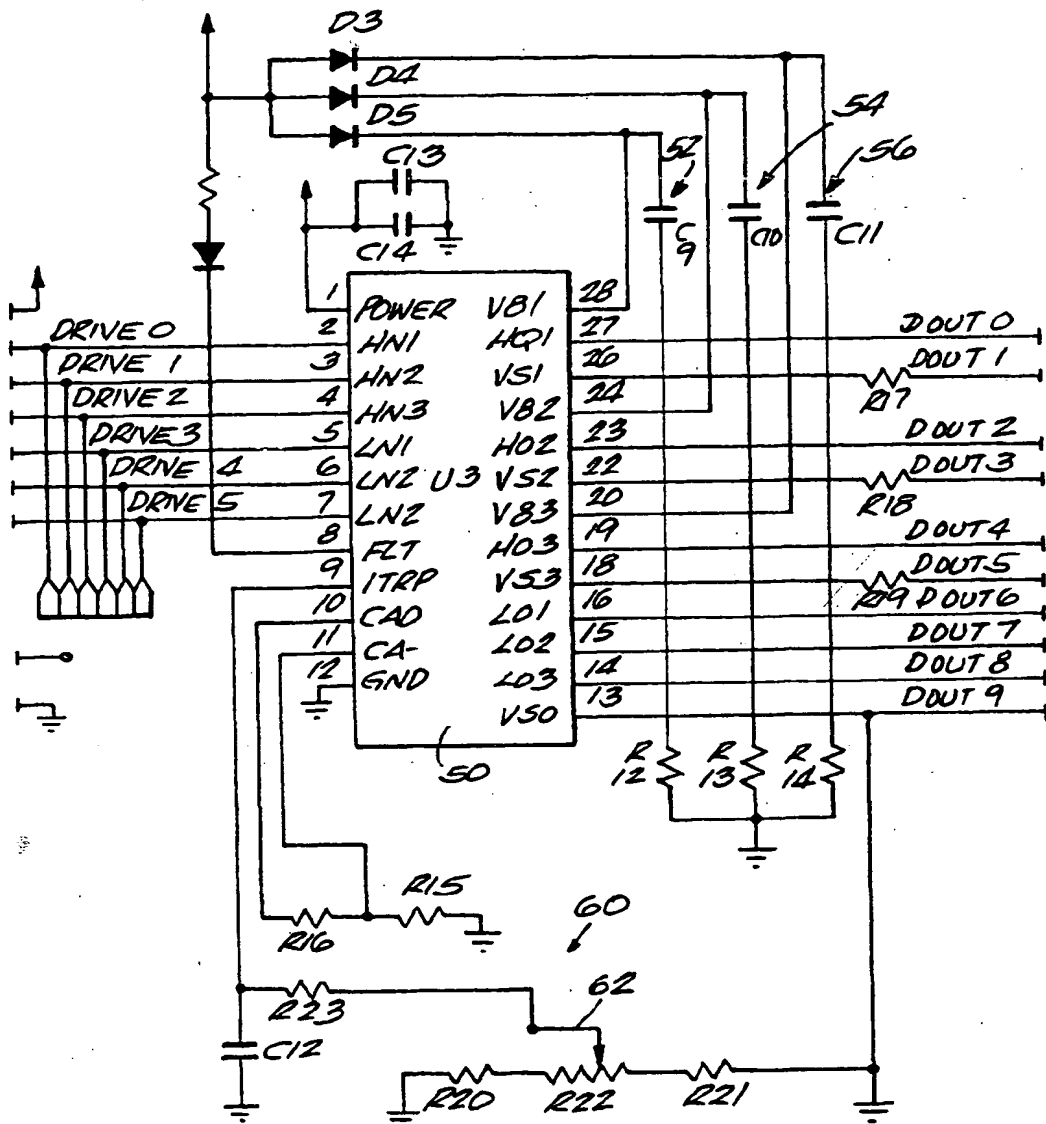 D3
D4
D5
C13
C14
52
54
56
C9
C10
C11
1 POWER VB1 28
2 HN1 HQ1 27
3 HN2 VS1 26
4 HN3 VB2 24
5 LN1 HO2 23
6 LN2 U3 VS2 22
7 LN2 VB3 20
8 FLT HO3 19
9 ITRP VS3 18
10 CAO LO1 16
11 CA- LO2 15
12 GND LO3 14
VSO 13
DRIVE 0
DRIVE 1
DRIVE 2
DRIVE 3
DRIVE 4
DRIVE 5
DOUT 0
DOUT 1
R17
DOUT 2
DOUT 3
R18
DOUT 4
DOUT 5
R19
DOUT 6
DOUT 7
DOUT 8
DOUT 9
50
R12
R13
R14
R15
R16
60
R23
62
C12
R20
R22
R21